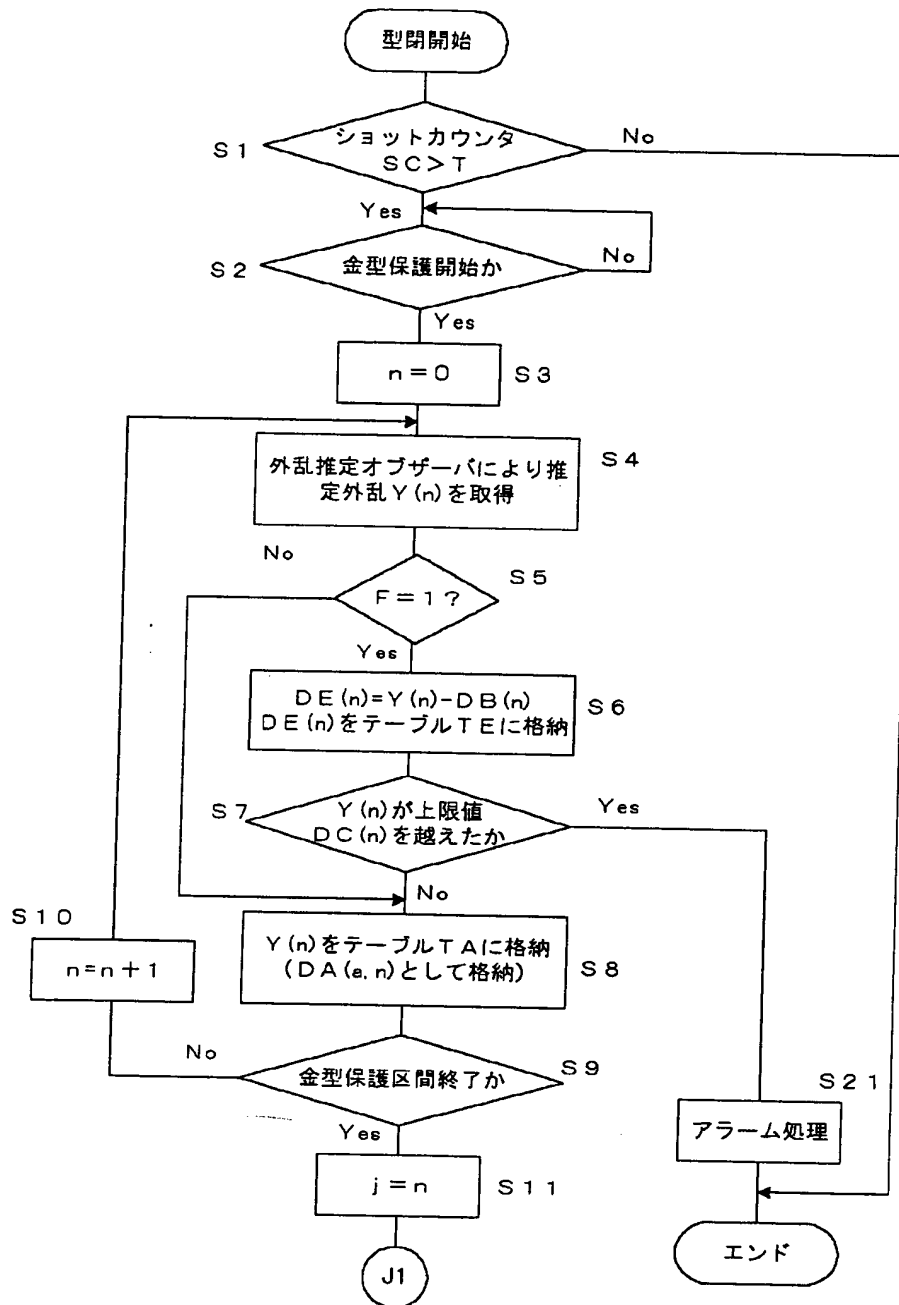 型閉開始
S1
ショットカウンタ
SC>T
No
Yes
S2
金型保護開始か
No
Yes
n=0
S3
外乱推定オブザーバにより推
定外乱Y(n)を取得
S4
No
F=1?
S5
Yes
DE(n)=Y(n)-DB(n)
DE(n)をテーブルTEに格納
S6
S7
Y(n)が上限値
DC(n)を越えたか
Yes
No
S10
n=n+1
Y(n)をテーブルTAに格納
(DA(e,n)として格納)
S8
No
金型保護区間終了か
S9
Yes
S21
アラーム処理
j=n
S11
エンド
J1